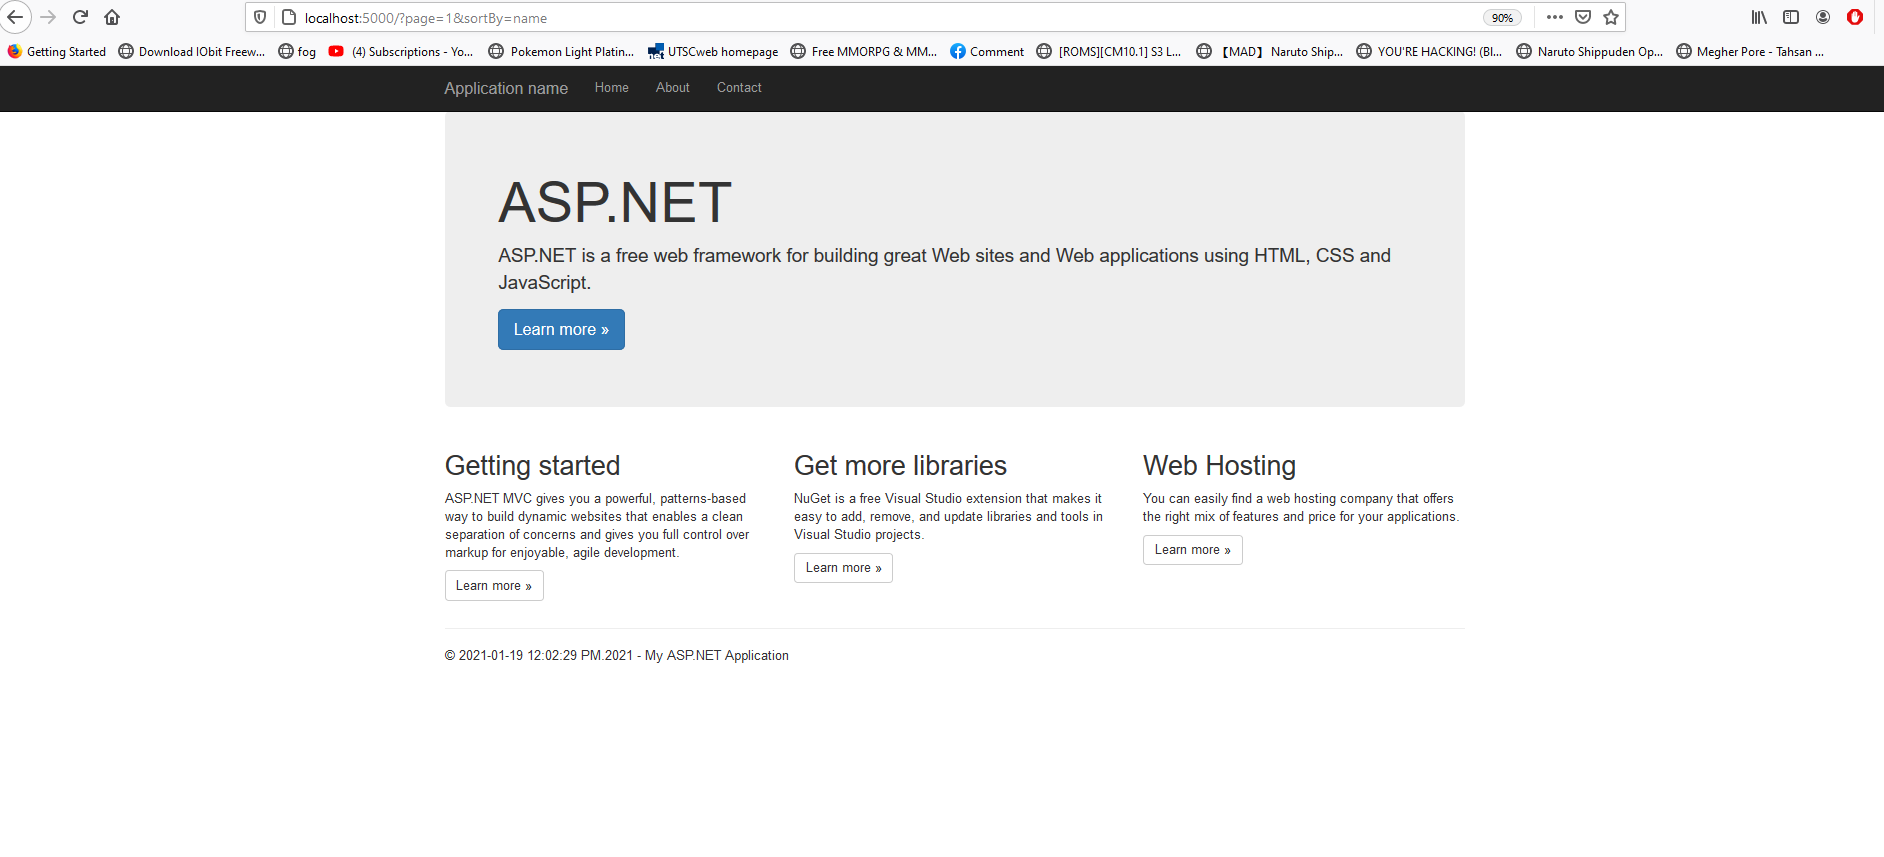 localhost:5000/?page=1&sortBy=name
90%
Getting Started Download IObit Freew... fog (4) Subscriptions - Yo... Pokemon Light Platin... UTSCweb homepage Free MMORPG & MM... Comment [ROMS][CM10.1] S3 L... 【MAD】 Naruto Ship... YOU'RE HACKING! (BI... Naruto Shippuden Op... Megher Pore - Tahsan ...
Application name Home About Contact
ASP.NET
ASP.NET is a free web framework for building great Web sites and Web applications using HTML, CSS and
JavaScript.
Learn more »
Getting started
ASP.NET MVC gives you a powerful, patterns-based
way to build dynamic websites that enables a clean
separation of concerns and gives you full control over
markup for enjoyable, agile development.
Learn more »
Get more libraries
NuGet is a free Visual Studio extension that makes it
easy to add, remove, and update libraries and tools in
Visual Studio projects.
Learn more »
Web Hosting
You can easily find a web hosting company that offers
the right mix of features and price for your applications.
Learn more »
© 2021-01-19 12:02:29 PM.2021 - My ASP.NET Application